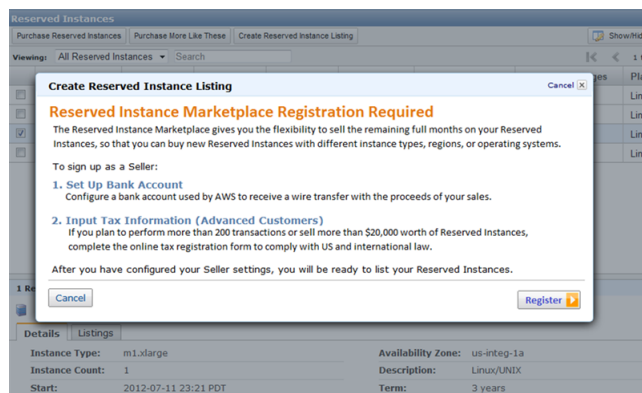 Reserved Instances
Purchase Reserved Instances Purchase More Like These Create Reserved Instance Listing Show/Hid
Viewing: All Reserved Instances Search 1
ges Pla
Create Reserved Instance Listing Cancel
Lin
Reserved Instance Marketplace Registration Required
Lin
The Reserved Instance Marketplace gives you the flexibility to sell the remaining full months on your Reserved
Lin
Instances, so that you can buy new Reserved Instances with different instance types, regions, or operating systems.
Lin
To sign up as a Seller:
1. Set Up Bank Account
Configure a bank account used by AWS to receive a wire transfer with the proceeds of your sales.
2. Input Tax Information (Advanced Customers)
If you plan to perform more than 200 transactions or sell more than $20,000 worth of Reserved Instances,
complete the online tax registration form to comply with US and international law.
After you have configured your Seller settings, you will be ready to list your Reserved Instances.
1 Re
Cancel Register
Details Listings
Instance Type: m1.xlarge Availability Zone: us-integ-1a
Instance Count: 1 Description: Linux/UNIX
Start: 2012-07-11 23:21 PDT Term: 3 years